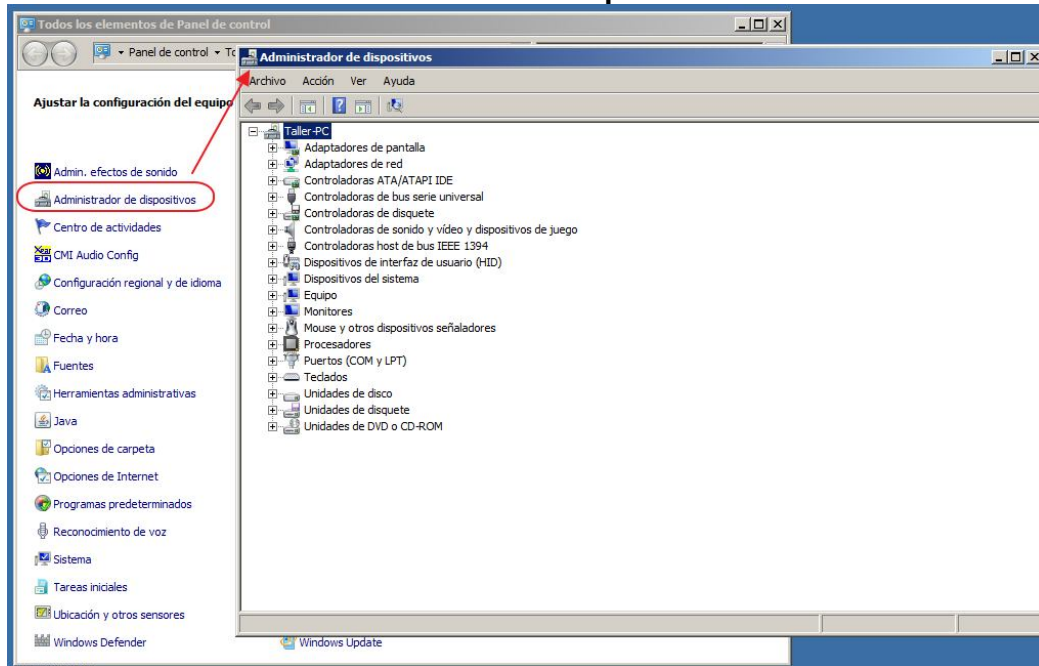 Todos los elementos de Panel de control
Panel de control
Administrador de dispositivos
Archivo Acción Ver Ayuda
Ajustar la configuración del equipo
Taller-PC
Adaptadores de pantalla
Adaptadores de red
Controladoras ATA/ATAPI IDE
Controladoras de bus serie universal
Controladoras de disquete
Controladoras de sonido y vídeo y dispositivos de juego
Controladoras host de bus IEEE 1394
Dispositivos de interfaz de usuario (HID)
Dispositivos del sistema
Equipo
Monitores
Mouse y otros dispositivos señaladores
Procesadores
Puertos (COM y LPT)
Teclados
Unidades de disco
Unidades de disquete
Unidades de DVD o CD-ROM
Admin. efectos de sonido
Administrador de dispositivos
Centro de actividades
CMI Audio Config
Configuración regional y de idioma
Correo
Fecha y hora
Fuentes
Herramientas administrativas
Java
Opciones de carpeta
Opciones de Internet
Programas predeterminados
Reconocimiento de voz
Sistema
Tareas iniciales
Ubicación y otros sensores
Windows Defender
Windows Update